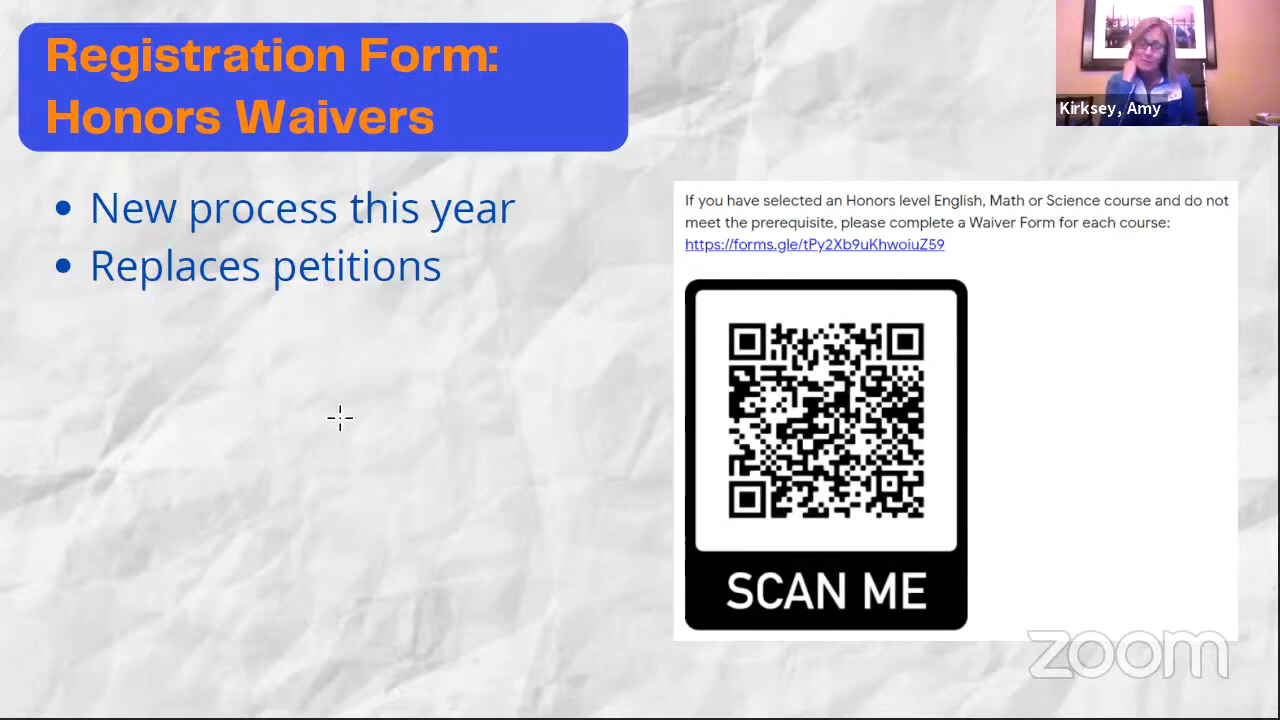 Registration Form:
Honors Waivers
New process this year
Replaces petitions
Kirksey, Amy
If you have selected an Honors level English, Math or Science course and do not
meet the prerequisite, please complete a Waiver Form for each course:
https://forms.gle/tPy2Xb9uKhwoiuZ59
SCAN ME
zoom